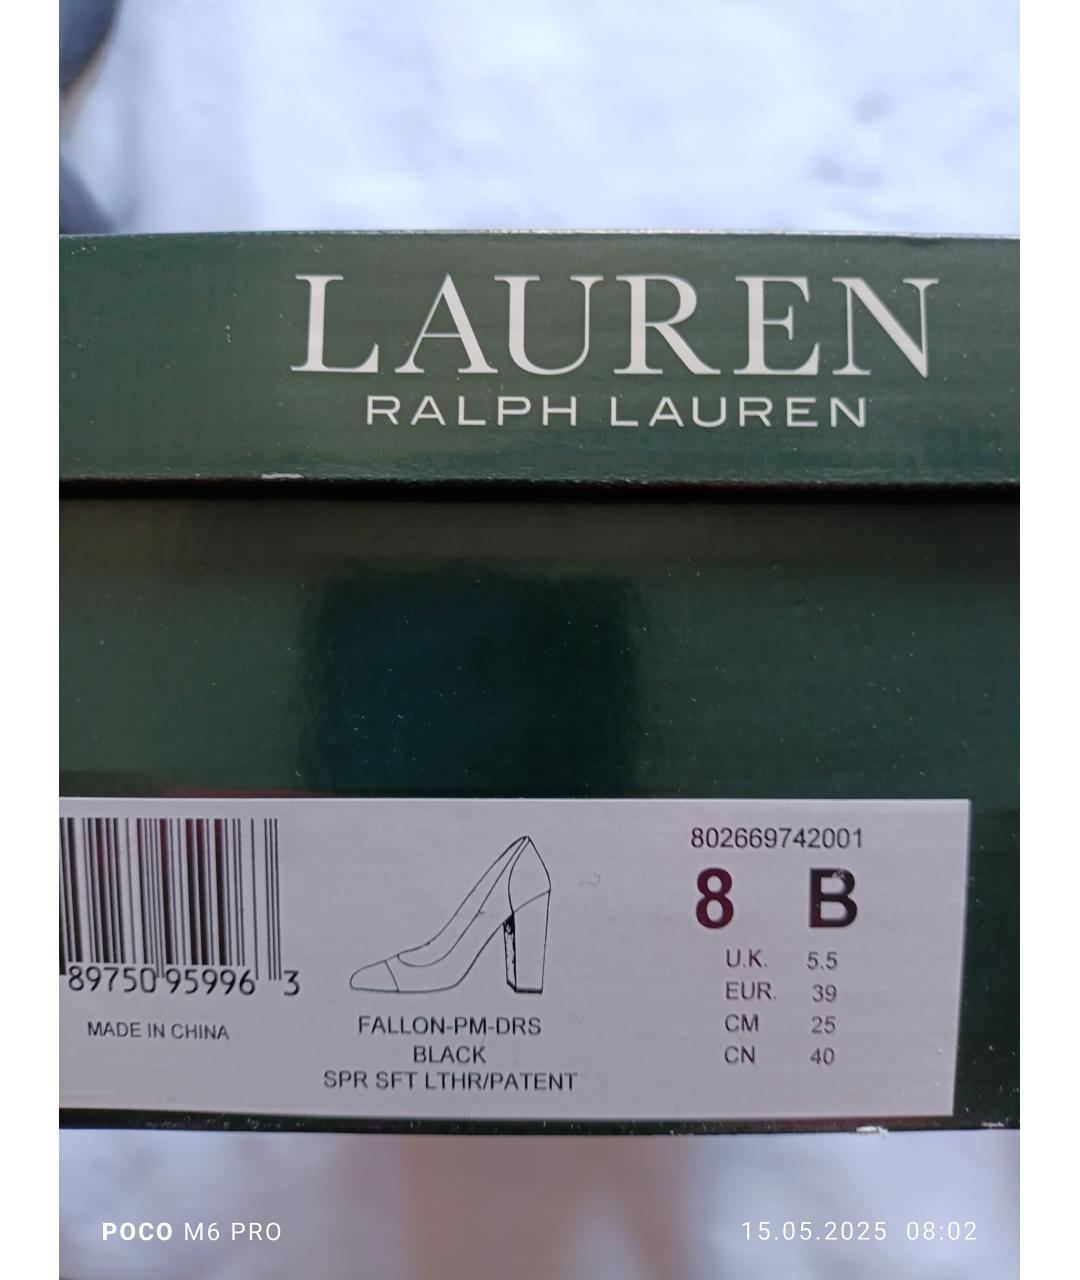 LAUREN
RALPH LAUREN
89750 95996 3
MADE IN CHINA
FALLON-PM-DRS
BLACK
SPR SFT LTHR/PATENT
802669742001
8 B
U.K. 5.5
EUR. 39
CM 25
CN 40
POCO M6 PRO
15.05.2025 08:02